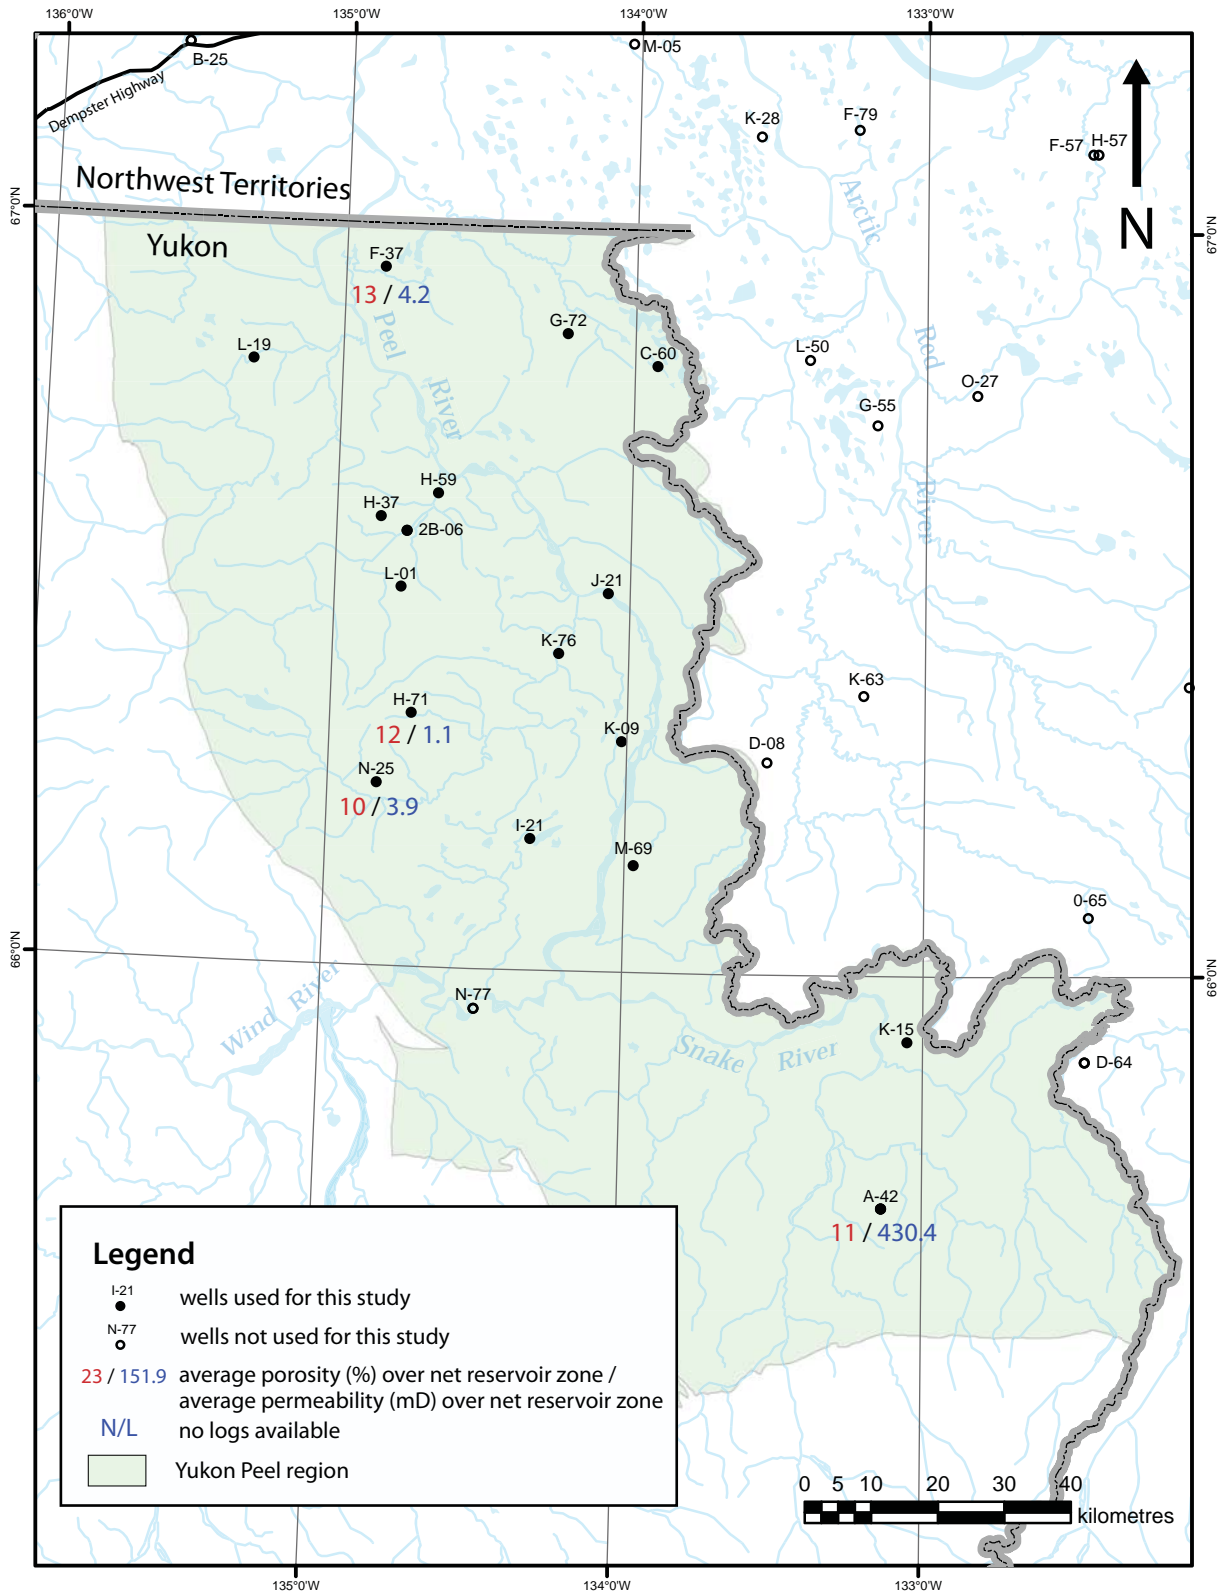 136°0'W
135°0'W
134°0'W
133°0'W
B-25
M-05
Dempster Highway
K-28
F-79
F-57
H-57
N
Northwest Territories
67°0'N
67°0'N
Yukon
Arctic
F-37
13 / 4.2
G-72
Peel
L-19
C-60
L-50
Red
O-27
River
G-55
H-59
H-37
2B-06
River
L-01
J-21
K-76
K-63
H-71
12 / 1.1
K-09
D-08
N-25
10 / 3.9
I-21
M-69
0-65
66°0'N
66°0'N
Wind River
N-77
Snake River
K-15
D-64
A-42
11 / 430.4
Legend
I-21
wells used for this study
N-77
wells not used for this study
23 / 151.9
average porosity (%) over net reservoir zone /
average permeability (mD) over net reservoir zone
N/L
no logs available
Yukon Peel region
0 5 10 20 30 40
kilometres
135°0'W
134°0'W
133°0'W